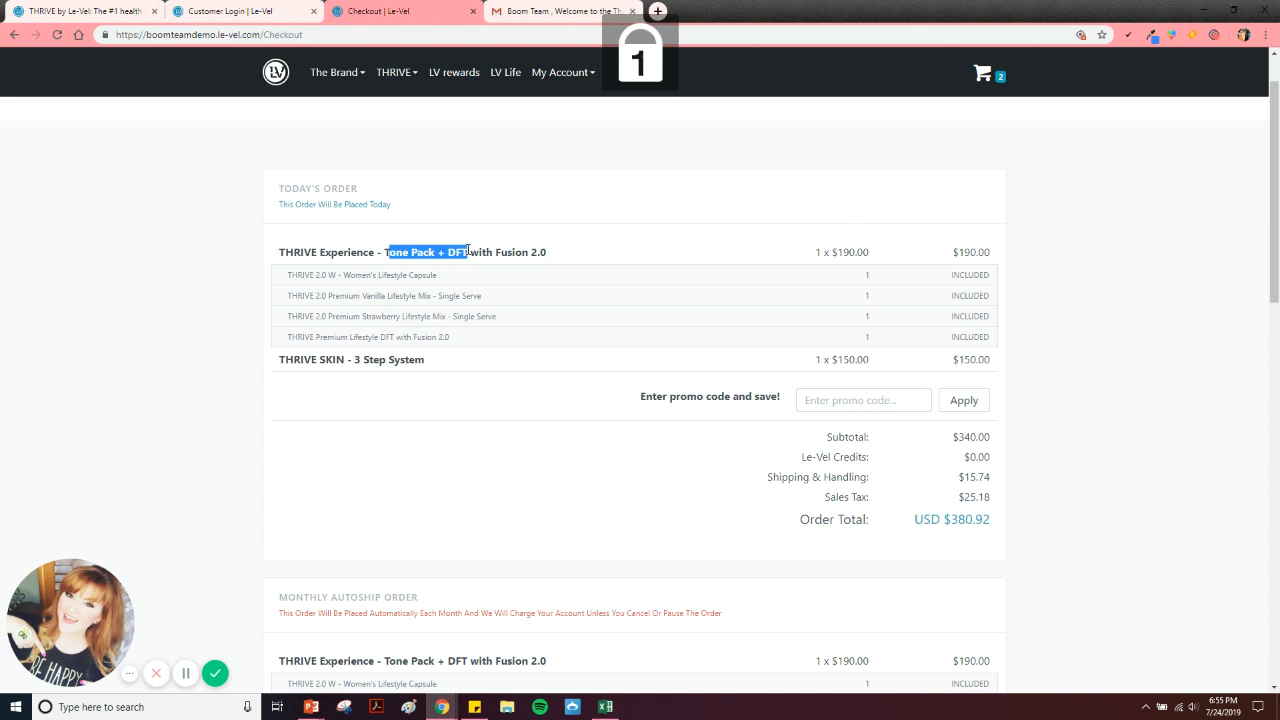 THRIVE by Le-Vel: The #1 health
Customer Login | Le-Vel
Checkout | Le-Vel
Boom Team , Welcome to the Th
https://boomteamdemo.le-vel.com/Checkout
1
LV
The Brand
THRIVE
LV rewards
LV Life
My Account
2
TODAY'S ORDER
This Order Will Be Placed Today
THRIVE Experience - Tone Pack + DFT with Fusion 2.0 1 x $190.00 $190.00
THRIVE 2.0 W - Women's Lifestyle Capsule 1 INCLUDED
THRIVE 2.0 Premium Vanilla Lifestyle Mix - Single Serve 1 INCLUDED
THRIVE 2.0 Premium Strawberry Lifestyle Mix - Single Serve 1 INCLUDED
THRIVE Premium Lifestyle DFT with Fusion 2.0 1 INCLUDED
THRIVE SKIN - 3 Step System 1 x $150.00 $150.00
Enter promo code and save! Enter promo code... Apply
Subtotal: $340.00
Le-Vel Credits: $0.00
Shipping & Handling: $15.74
Sales Tax: $25.18
Order Total: USD $380.92
MONTHLY AUTOSHIP ORDER
This Order Will Be Placed Automatically Each Month And We Will Charge Your Account Unless You Cancel Or Pause The Order
THRIVE Experience - Tone Pack + DFT with Fusion 2.0 1 x $190.00 $190.00
THRIVE 2.0 W - Women's Lifestyle Capsule 1 INCLUDED
BE HAPPY
Type here to search
6:55 PM
7/24/2019